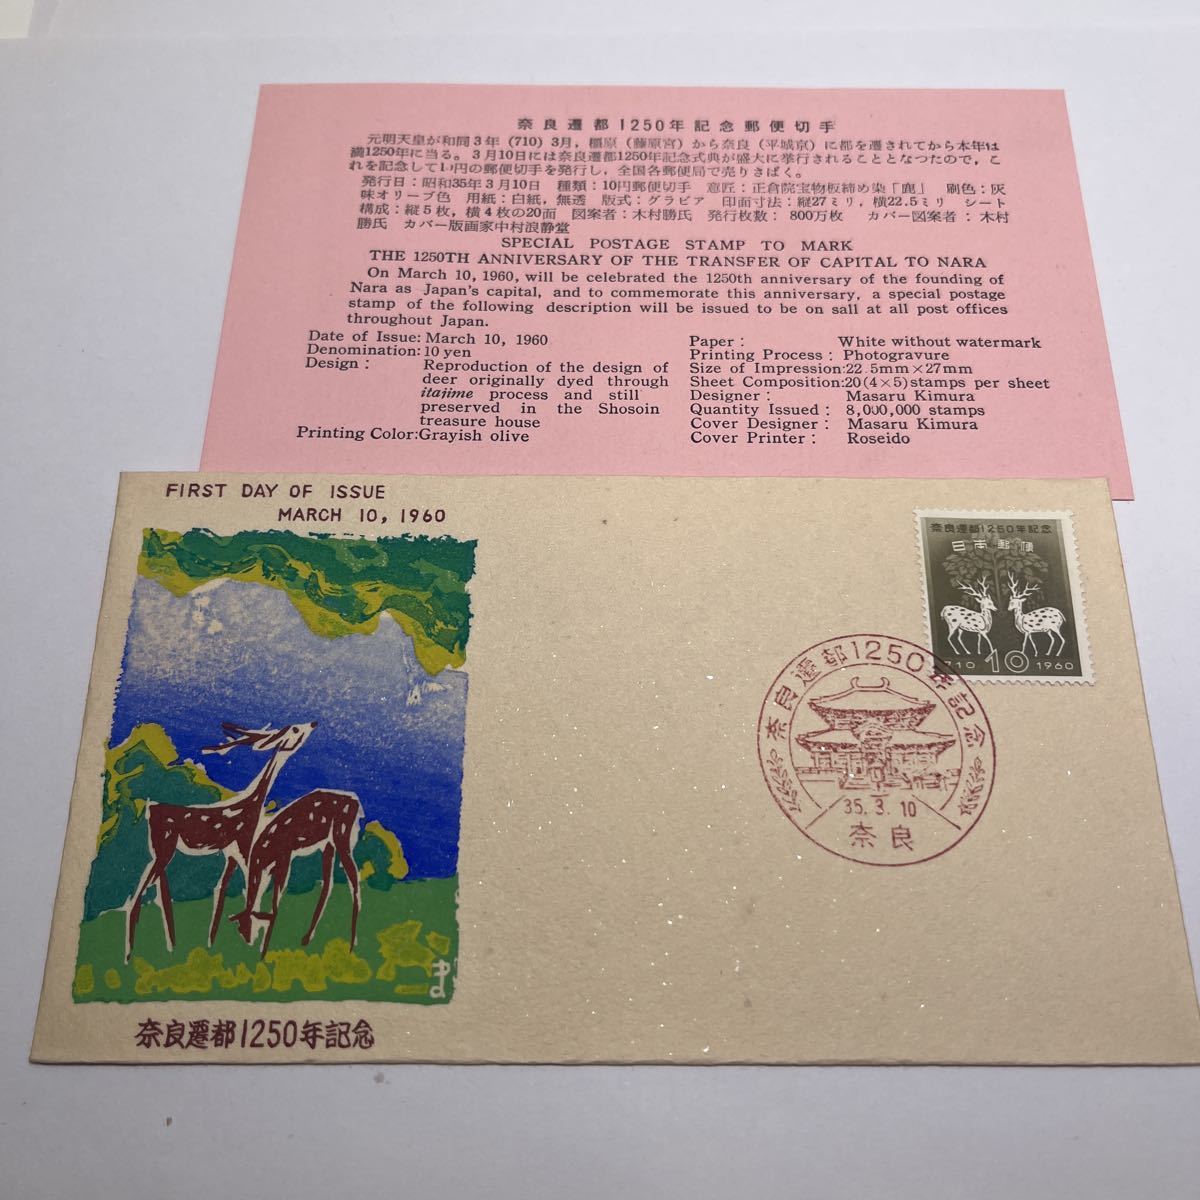 奈良遷都1250年記念郵便切手
元明天皇が和同3年（710）3月，橿原（藤原宮）から奈良（平城京）に都を遷されてから本年は
満1250年に当る。3月10日には奈良遷都1250年記念式典が盛大に挙行されることとなつたので，こ
れを記念して10円の郵便切手を発行し，全国各郵便局で売りさばく。
発行日：昭和35年3月10日 種類：10円郵便切手 意匠：正倉院宝物板締め染「鹿」 刷色：灰
味オリーブ色 用紙：白紙，無透 版式：グラビア 印面寸法：縦27ミリ，横22.5ミリ シート
構成：縦5枚，横4枚の20面 図案者：木村勝氏 発行枚数：800万枚 カバー図案者：木村
勝氏 カバー版画家中村浪静堂
SPECIAL POSTAGE STAMP TO MARK
THE 1250TH ANNIVERSARY OF THE TRANSFER OF CAPITAL TO NARA
On March 10, 1960, will be celebrated the 1250th anniversary of the founding of
Nara as Japan's capital, and to commemorate this anniversary, a special postage
stamp of the following description will be issued to be on sall at all post offices
throughout Japan.
Date of Issue: March 10, 1960
Denomination: 10 yen
Design : Reproduction of the design of
deer originally dyed through
itajime process and still
preserved in the Shosoin
treasure house
Printing Color: Grayish olive
Paper : White without watermark
Printing Process : Photogravure
Size of Impression: 22.5mm×27mm
Sheet Composition: 20 (4×5) stamps per sheet
Designer : Masaru Kimura
Quantity Issued : 8,000,000 stamps
Cover Designer : Masaru Kimura
Cover Printer : Roseido
FIRST DAY OF ISSUE
MARCH 10, 1960
奈良遷都1250年記念
奈良遷都1250年記念
日本郵便
710 10 1960
奈良遷都1250年記念
35.3.10
奈良